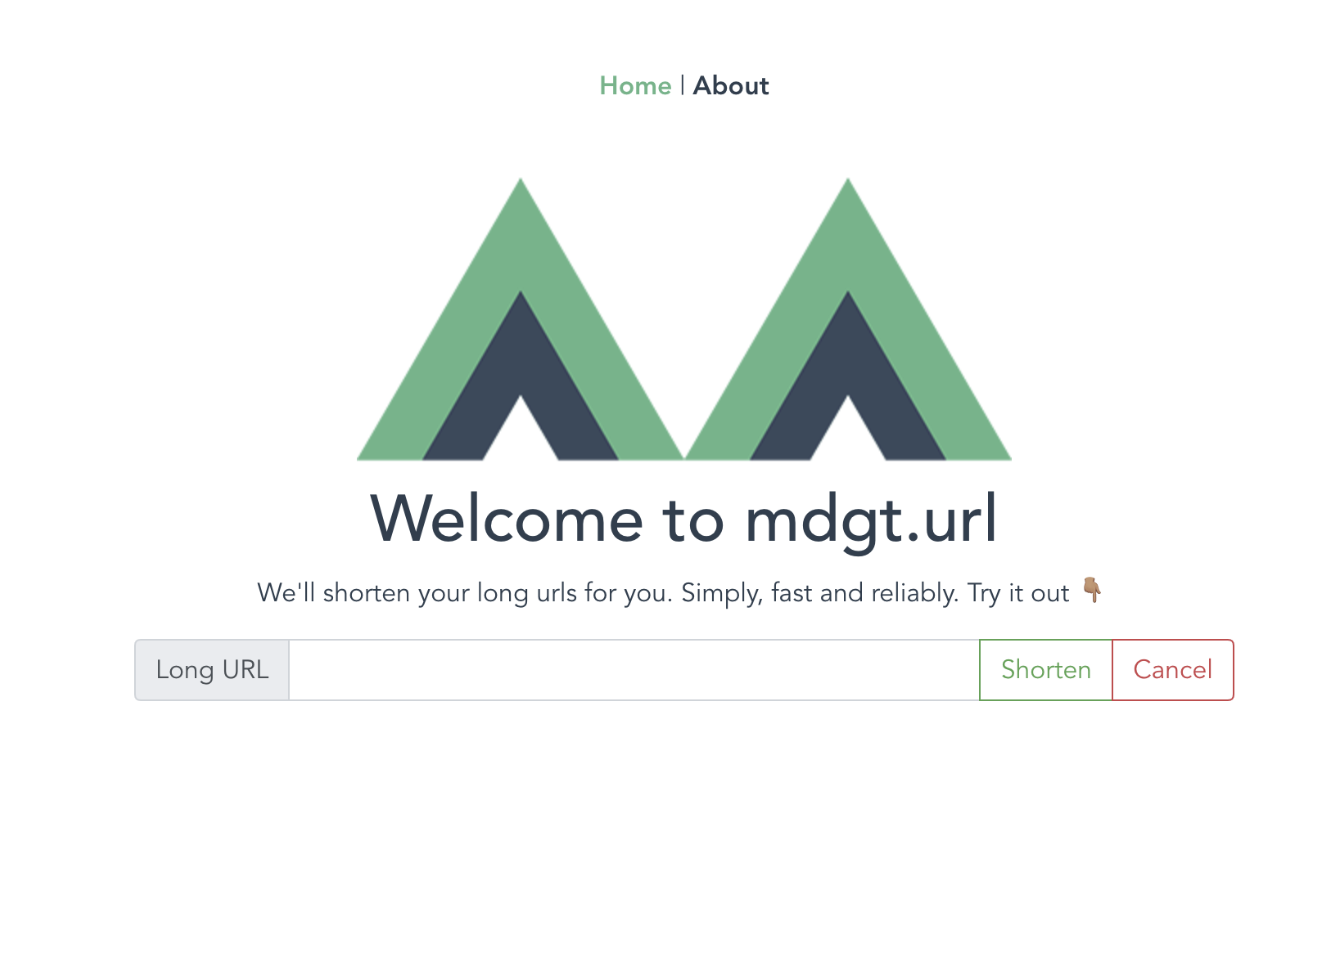 Home | About
Welcome to mdgt.url
We'll shorten your long urls for you. Simply, fast and reliably. Try it out 👇🏽
Long URL Shorten Cancel